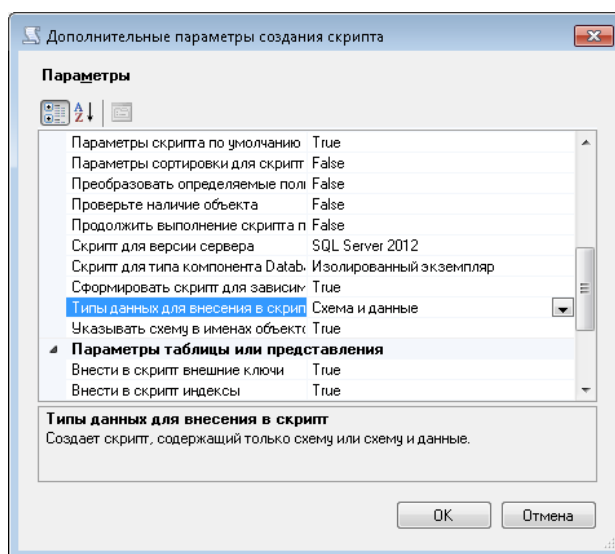 Дополнительные параметры создания скрипта
Параметры
Параметры скрипта по умолчанию True
Параметры сортировки для скрипт False
Преобразовать определяемые пол False
Проверьте наличие объекта False
Продолжить выполнение скрипта п False
Скрипт для версии сервера SQL Server 2012
Скрипт для типа компонента Datab Изолированный экземпляр
Сформировать скрипт для зависим True
Типы данных для внесения в скрип Схема и данные
Указывать схему в именах объект True
Параметры таблицы или представления
Внести в скрипт внешние ключи True
Внести в скрипт индексы True
Типы данных для внесения в скрипт
Создает скрипт, содержащий только схему или схему и данные.
OK Отмена